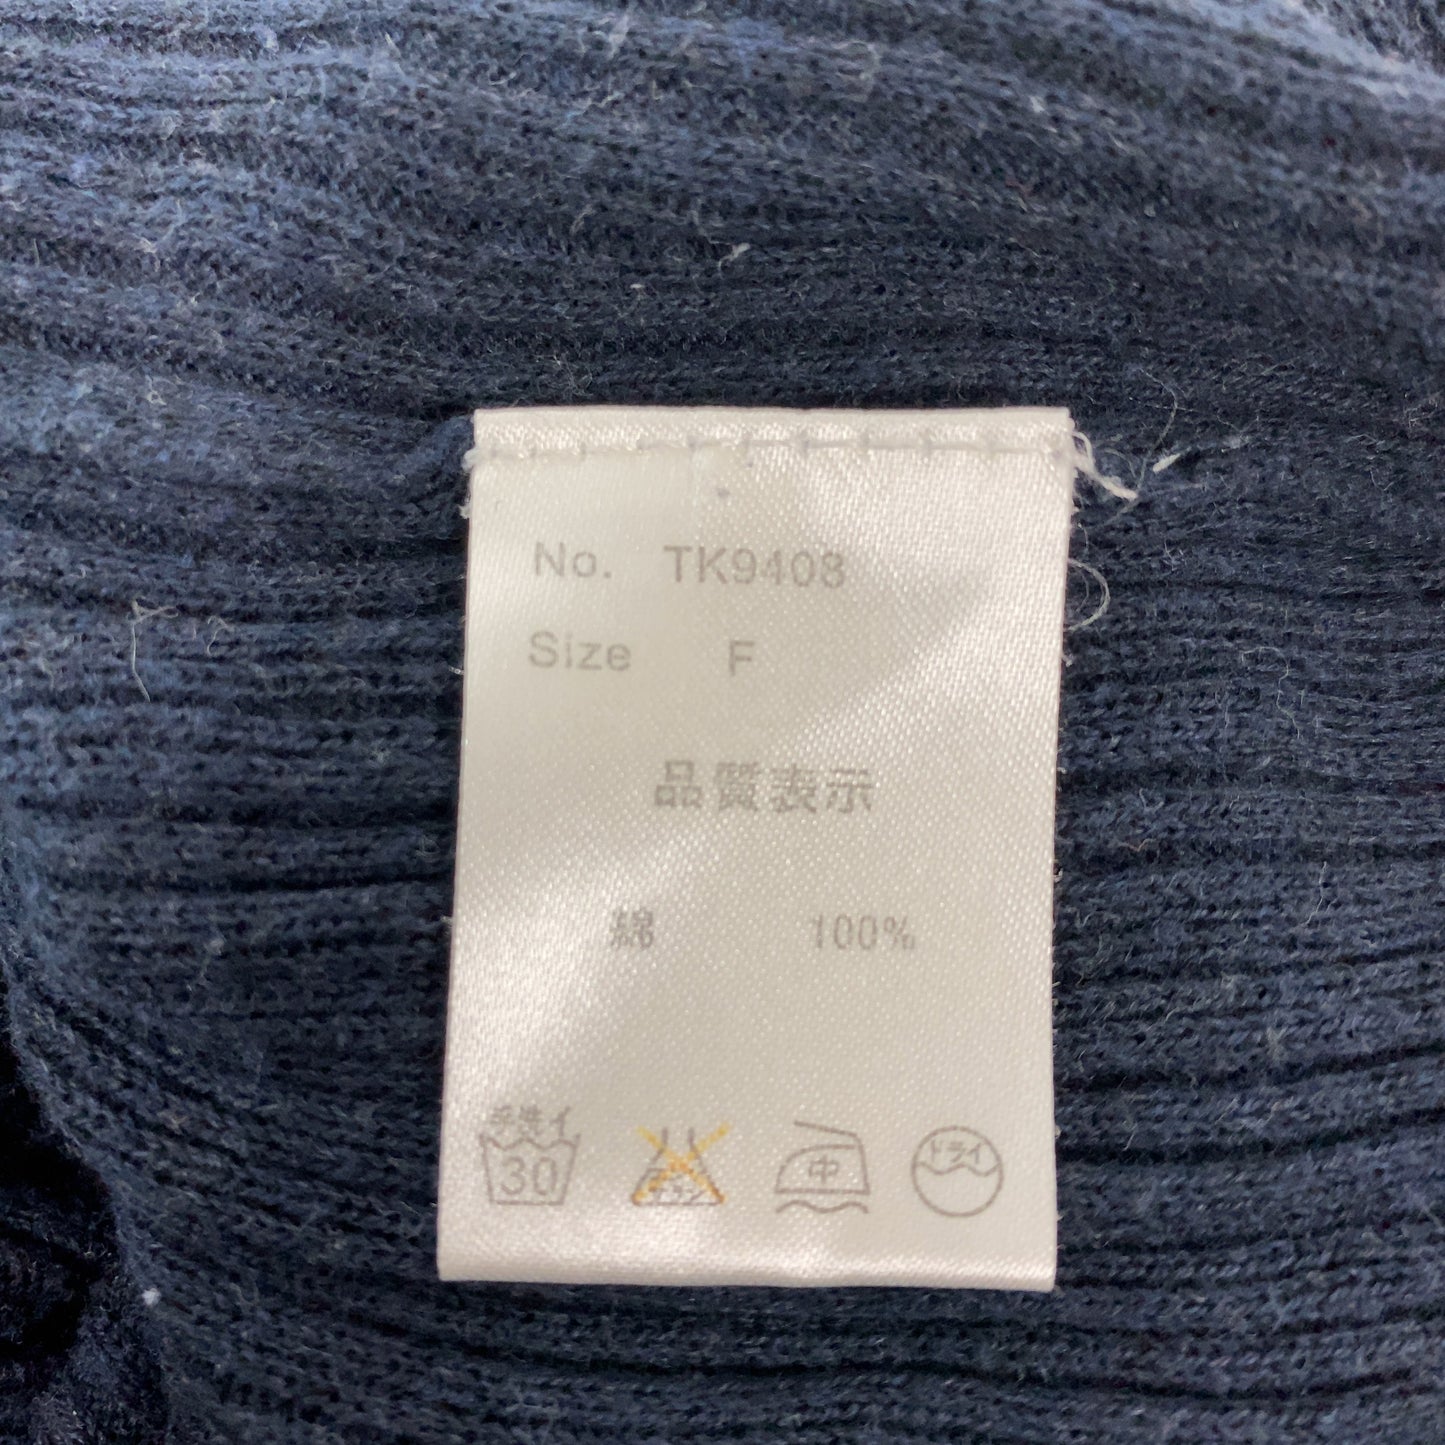 No. TK9408
Size F
品質表示
綿 100%
手洗イ
30
中
ドライ